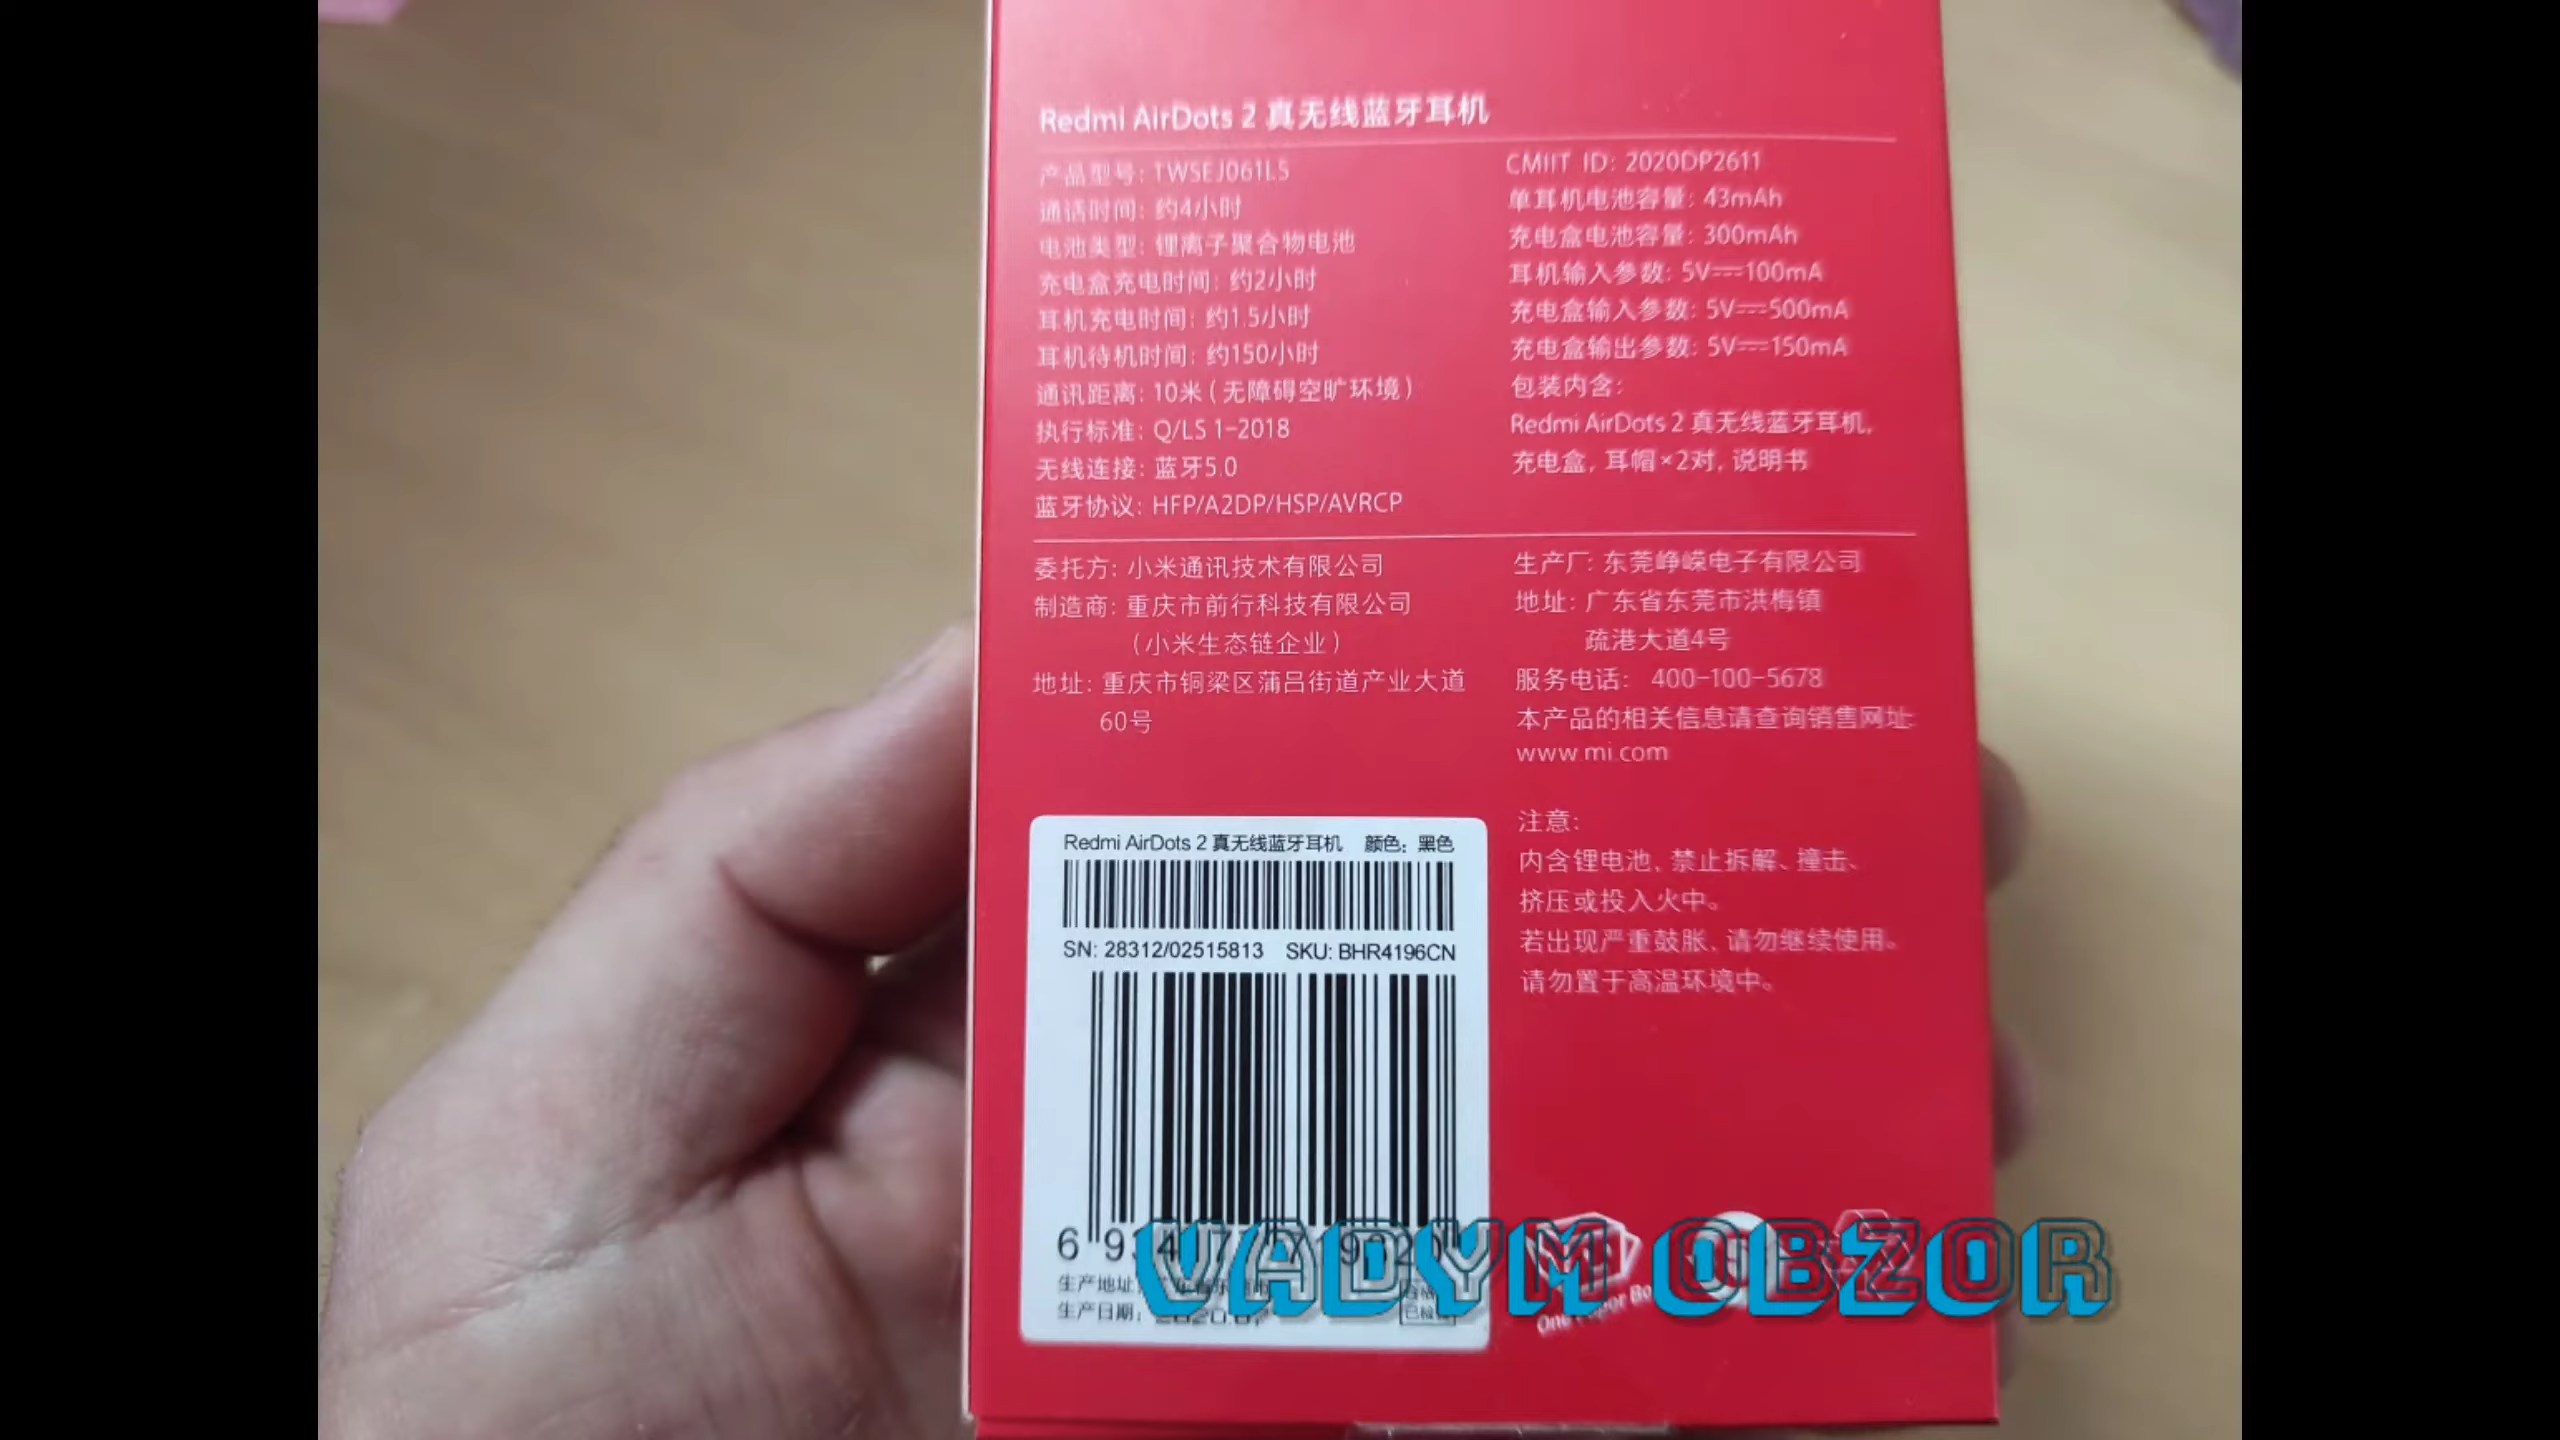 Redmi AirDots 2 真无线蓝牙耳机
产品型号: TWSEJ061LS
通话时间: 约4小时
电池类型: 锂离子聚合物电池
充电盒充电时间: 约2小时
耳机充电时间: 约1.5小时
耳机待机时间: 约150小时
通讯距离: 10米 (无障碍空旷环境)
执行标准: Q/LS 1-2018
无线连接: 蓝牙5.0
蓝牙协议: HFP/A2DP/HSP/AVRCP
CMIIT ID: 2020DP2611
单耳机电池容量: 43mAh
充电盒电池容量: 300mAh
耳机输入参数: 5V⎓100mA
充电盒输入参数: 5V⎓500mA
充电盒输出参数: 5V⎓150mA
包装内含:
Redmi AirDots 2 真无线蓝牙耳机,
充电盒, 耳帽×2对, 说明书
委托方: 小米通讯技术有限公司
制造商: 重庆市前行科技有限公司
(小米生态链企业)
地址: 重庆市铜梁区蒲吕街道产业大道
60号
生产厂: 东莞峥嵘电子有限公司
地址: 广东省东莞市洪梅镇
疏港大道4号
服务电话: 400-100-5678
本产品的相关信息请查询销售网址:
www.mi.com
注意:
内含锂电池, 禁止拆解、撞击、
挤压或投入火中。
若出现严重鼓胀、请勿继续使用。
请勿置于高温环境中。
Redmi AirDots 2 真无线蓝牙耳机 颜色: 黑色
SN: 28312/02515813 SKU: BHR4196CN
生产地址:
生产日期:
One Paper Box
VADYM OBZOR